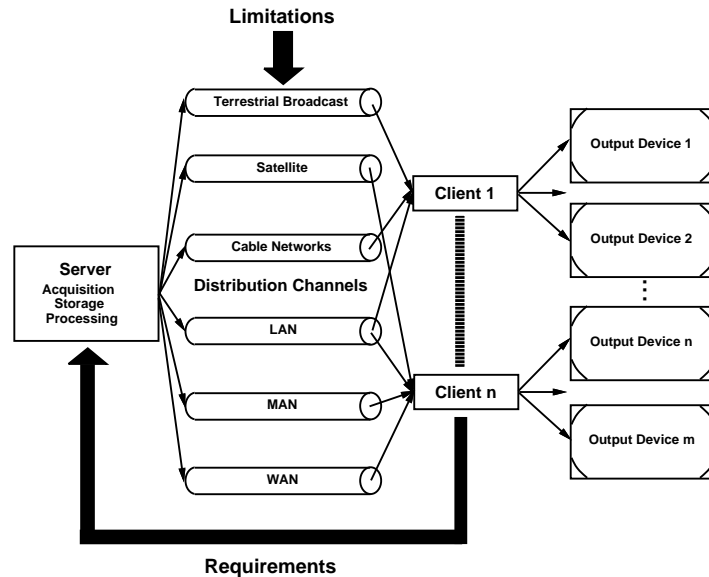 Limitations
Terrestrial Broadcast
Satellite
Cable Networks
Distribution Channels
LAN
MAN
WAN
Server
Acquisition
Storage
Processing
Client 1
Client n
Output Device 1
Output Device 2
Output Device n
Output Device m
Requirements